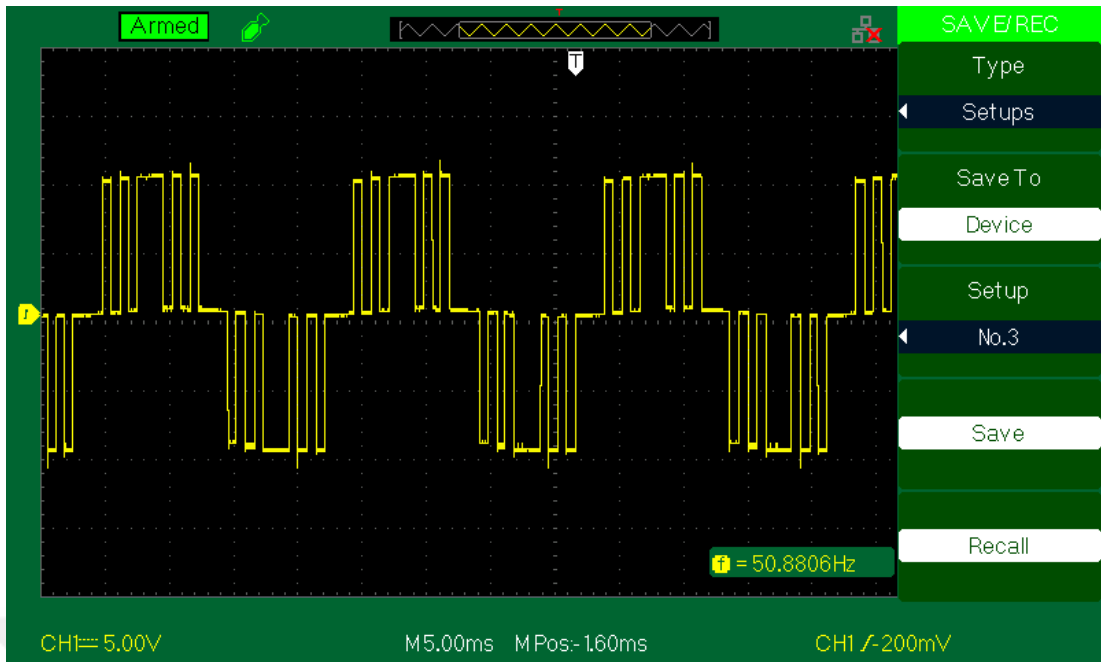 Armed
T
SAVE/REC
Type
Setups
Save To
Device
Setup
No.3
Save
Recall
f = 50.8806Hz
CH1 5.00V
M 5.00ms M Pos:-1.60ms
CH1 -200mV